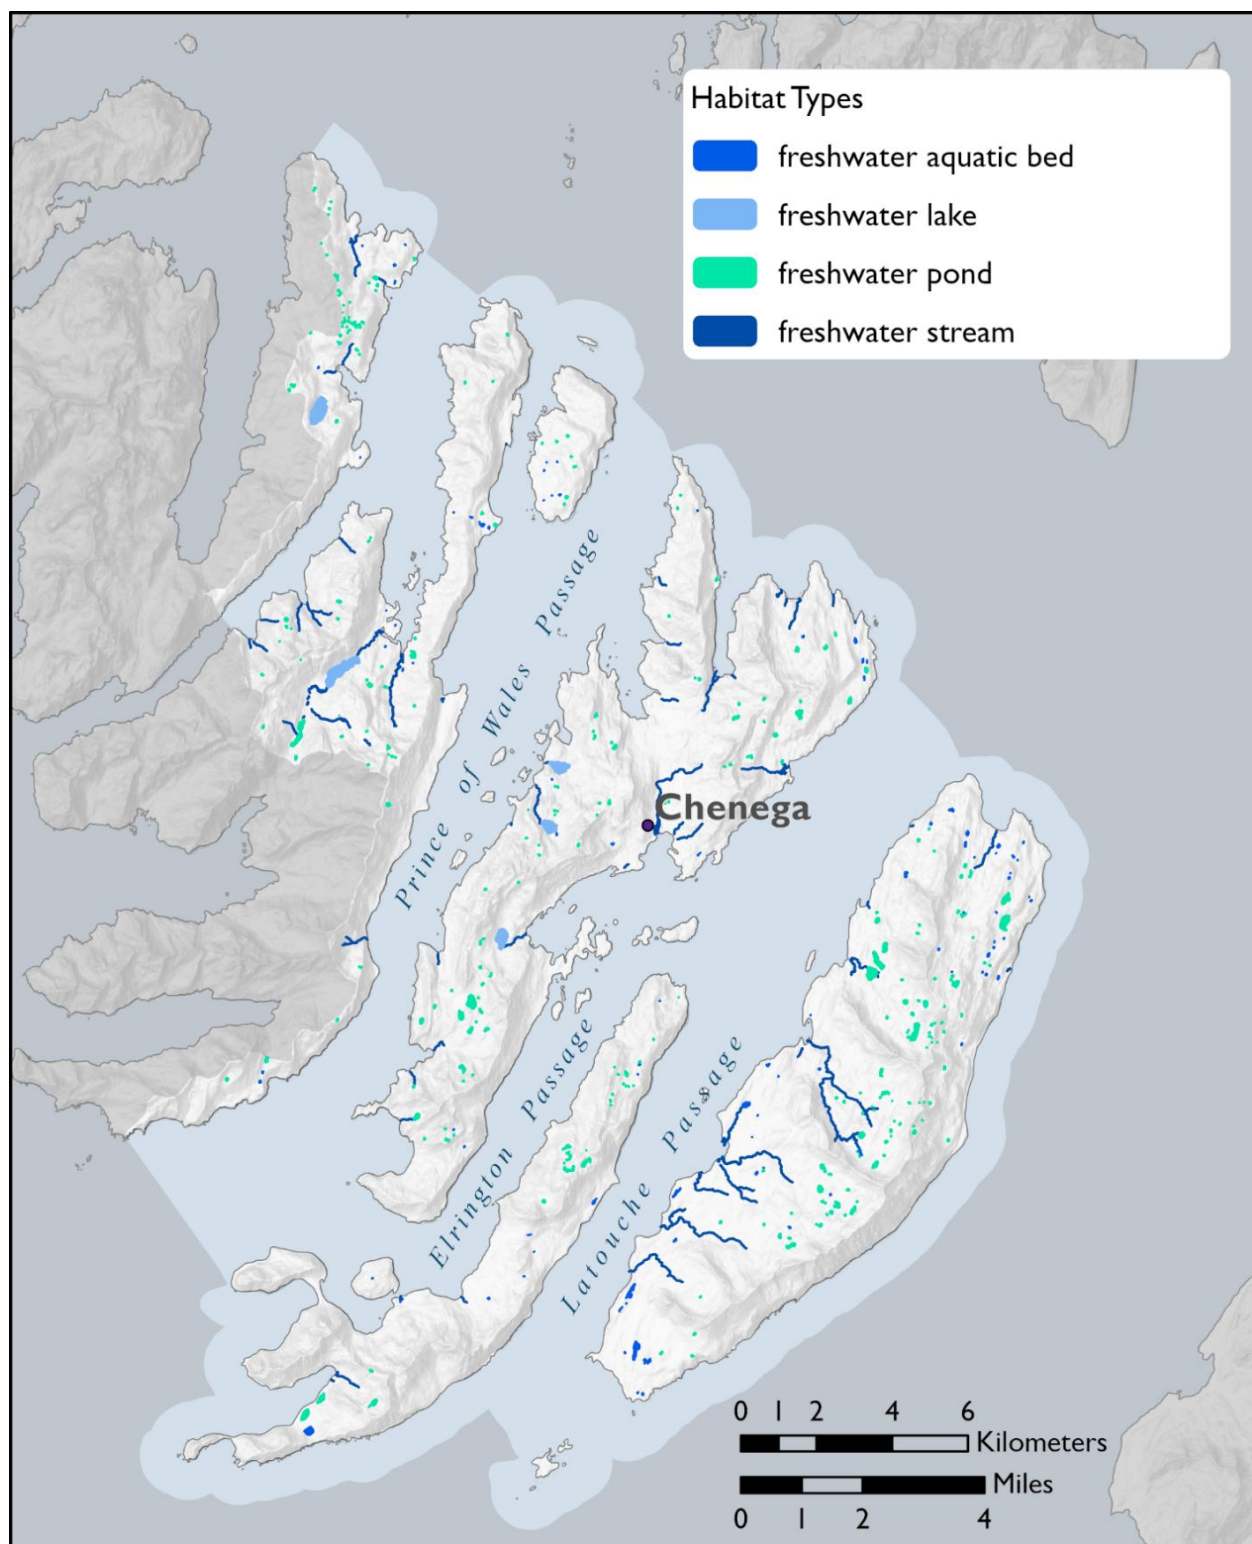 Habitat Types
freshwater aquatic bed
freshwater lake
freshwater pond
freshwater stream
Prince of Wales Passage
Chenega
Elrington Passage
Latouche Passage
0 1 2 4 6
Kilometers
Miles
0 1 2 4